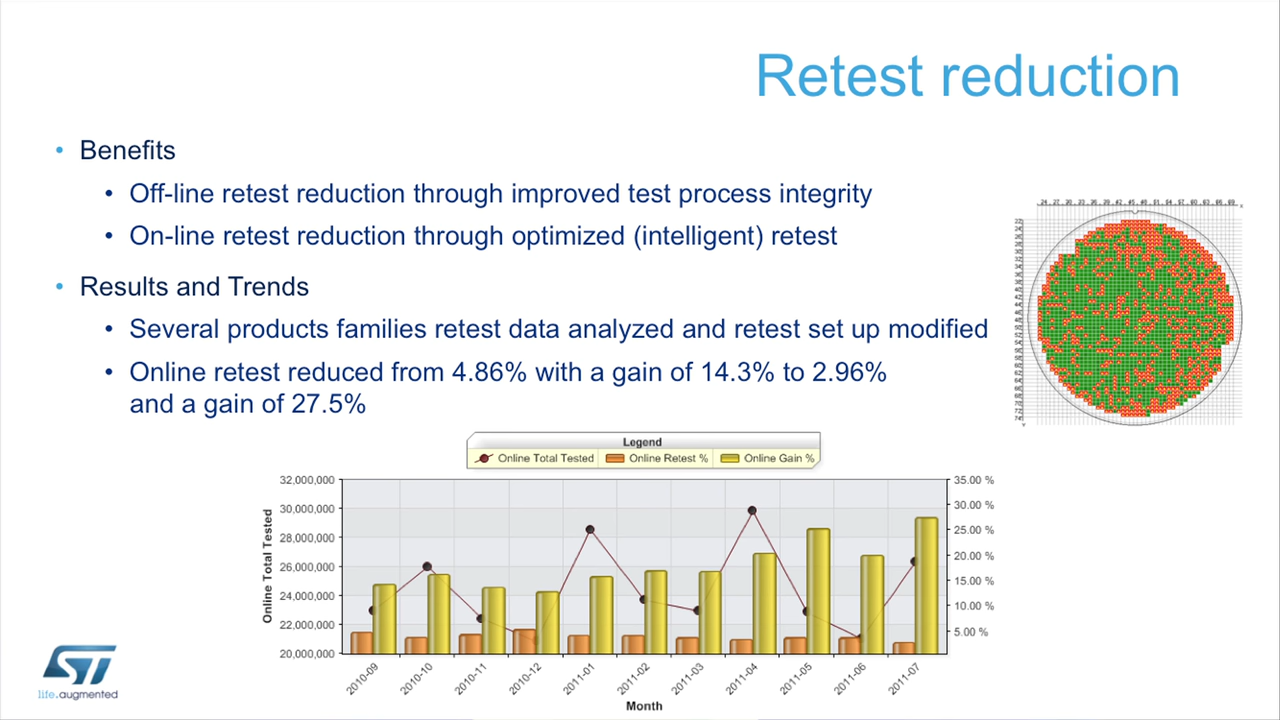 Retest reduction
• Benefits
• Off-line retest reduction through improved test process integrity
• On-line retest reduction through optimized (intelligent) retest
• Results and Trends
• Several products families retest data analyzed and retest set up modified
• Online retest reduced from 4.86% with a gain of 14.3% to 2.96%
and a gain of 27.5%
Legend
Online Total Tested Online Retest % Online Gain %
32,000,000
30,000,000
28,000,000
26,000,000
24,000,000
22,000,000
20,000,000
Online Total Tested
35.00 %
30.00 %
25.00 %
20.00 %
15.00 %
10.00 %
5.00 %
2010-09 2010-10 2010-11 2010-12 2011-01 2011-02 2011-03 2011-04 2011-05 2011-06 2011-07
Month
ST
life.augmented